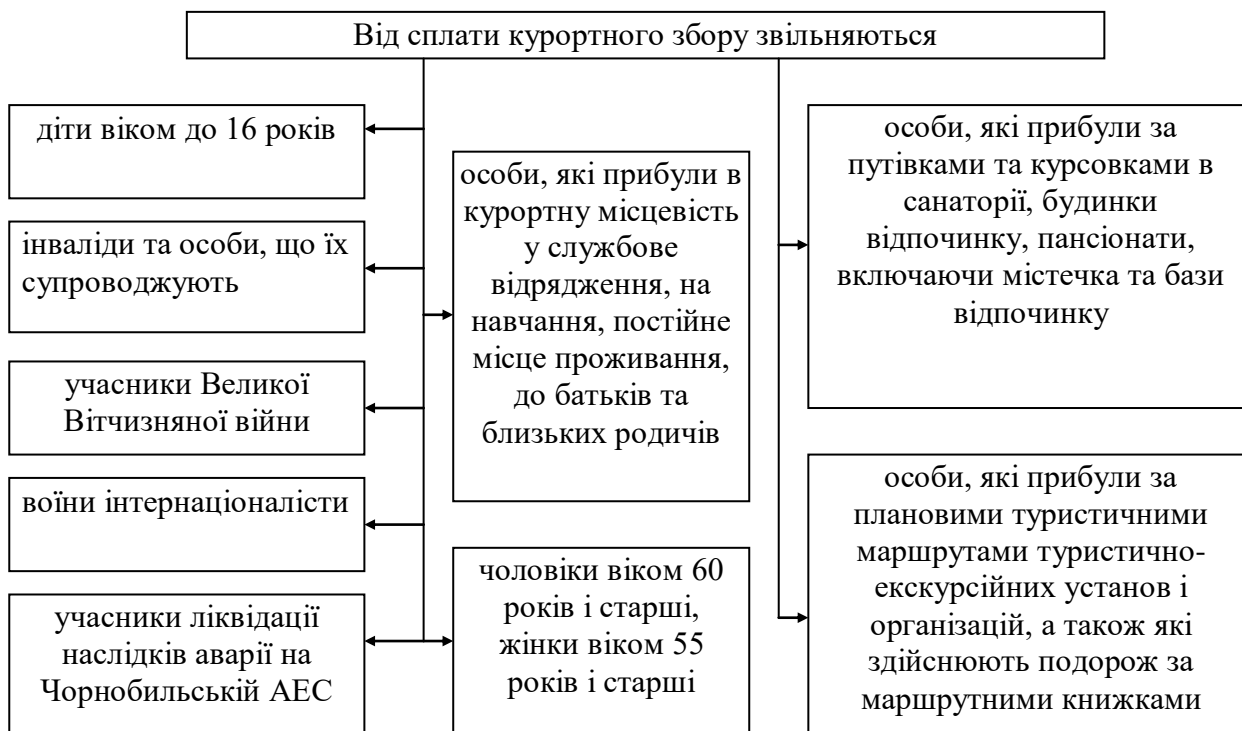 Від сплати курортного збору звільняються
діти віком до 16 років
інваліди та особи, що їх
супроводжують
учасники Великої
Вітчизняної війни
воїни інтернаціоналісти
учасники ліквідації
наслідків аварії на
Чорнобильській АЕС
особи, які прибули в
курортну місцевість
у службове
відрядження, на
навчання, постійне
місце проживання,
до батьків та
близьких родичів
чоловіки віком 60
років і старші,
жінки віком 55
років і старші
особи, які прибули за
путівками та курсовками в
санаторії, будинки
відпочинку, пансіонати,
включаючи містечка та бази
відпочинку
особи, які прибули за
плановими туристичними
маршрутами туристично-
екскурсійних установ і
організацій, а також які
здійснюють подорож за
маршрутними книжками